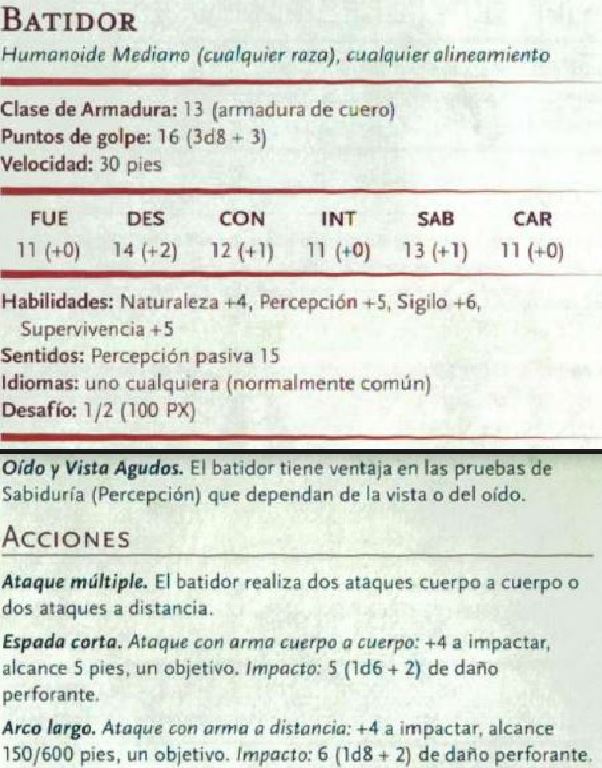 BATIDOR
Humanoide Mediano (cualquier raza), cualquier alineamiento
Clase de Armadura: 13 (armadura de cuero)
Puntos de golpe: 16 (3d8 + 3)
Velocidad: 30 pies
FUE DES CON INT SAB CAR
11 (+0) 14 (+2) 12 (+1) 11 (+0) 13 (+1) 11 (+0)
Habilidades: Naturaleza +4, Percepción +5, Sigilo +6,
Supervivencia +5
Sentidos: Percepción pasiva 15
Idiomas: uno cualquiera (normalmente común)
Desafío: 1/2 (100 PX)
Oído y Vista Agudos. El batidor tiene ventaja en las pruebas de
Sabiduría (Percepción) que dependan de la vista o del oído.
ACCIONES
Ataque múltiple. El batidor realiza dos ataques cuerpo a cuerpo o
dos ataques a distancia.
Espada corta. Ataque con arma cuerpo a cuerpo: +4 a impactar,
alcance 5 pies, un objetivo. Impacto: 5 (1d6 + 2) de daño
perforante.
Arco largo. Ataque con arma a distancia: +4 a impactar, alcance
150/600 pies, un objetivo. Impacto: 6 (1d8 + 2) de daño perforante.